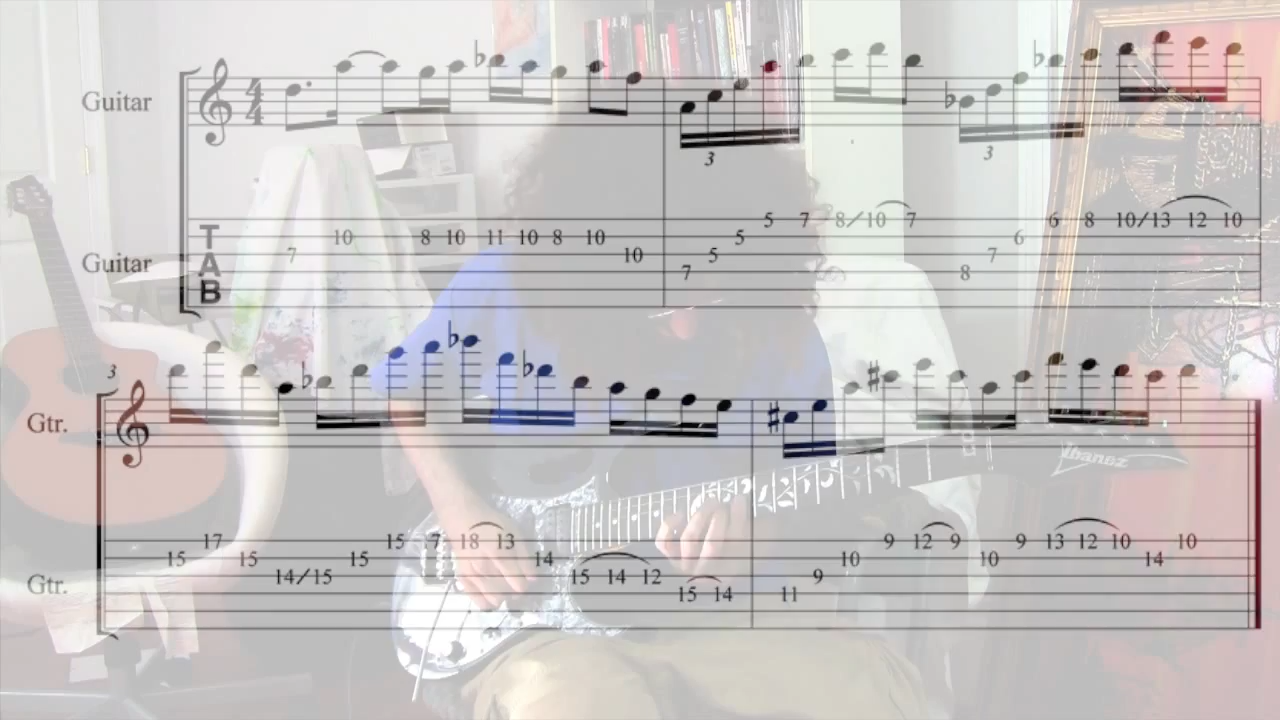 Guitar 4 4 ♭ 3 ♭ ♭ 3
Guitar T A B 7 10 8 10 11 10 8 10 10 7 5 5 5 7 8/10 7 8 7 6 6 8 10/13 12 10
3
Gtr. ♭ ♭ ♭ ♯ ♯
Gtr. 15 17 15 14/15 15 15 7 18 13 14 15 14 12 15 14 11 9 10 9 12 9 10 9 13 12 10 14 10
Ibanez